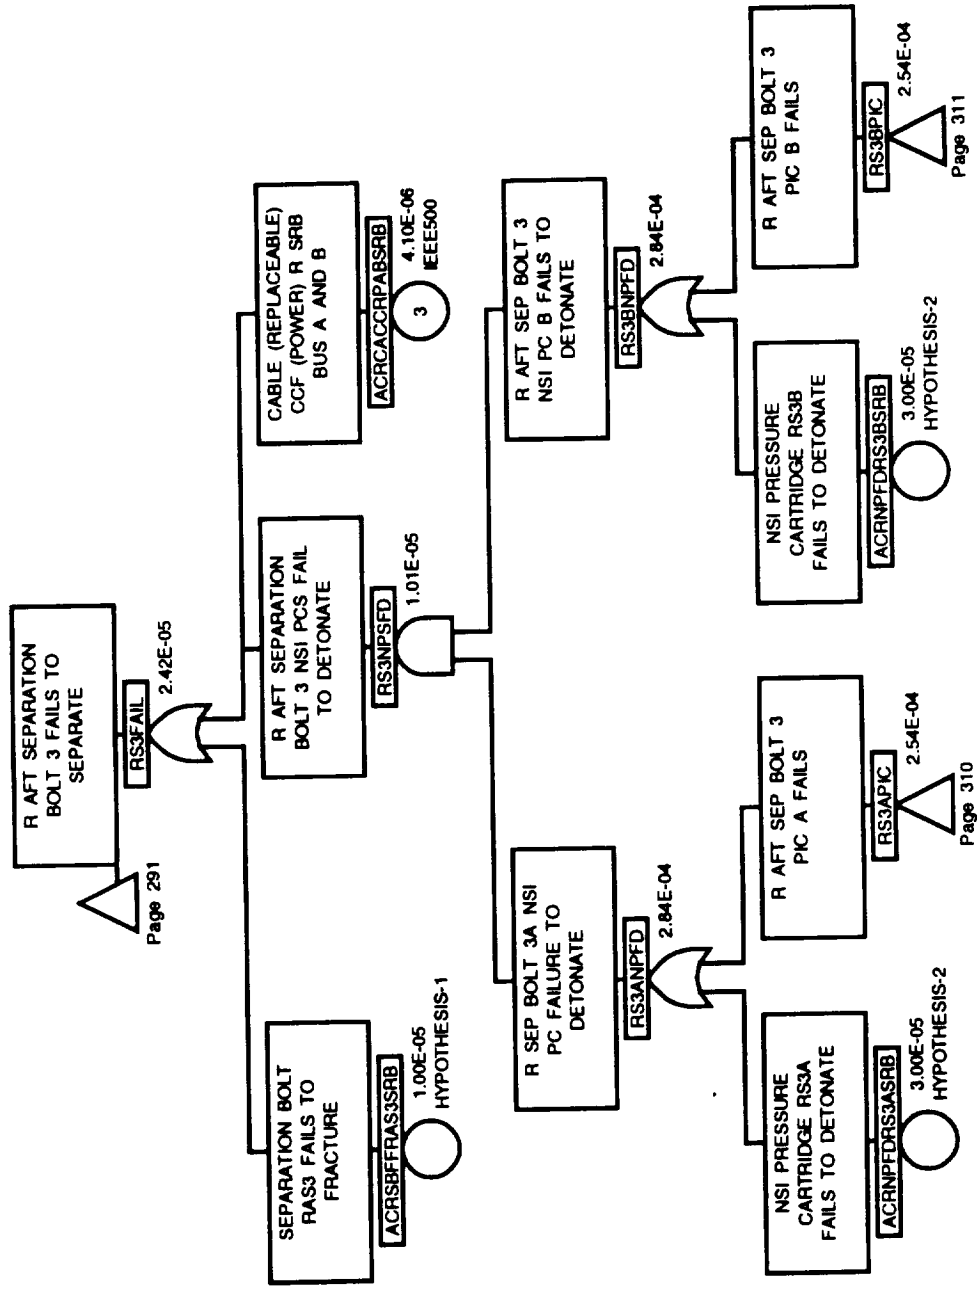 R AFT SEPARATION
BOLT 3 FAILS TO
SEPARATE
RS3FAIL
2.42E-05
Page 291
SEPARATION BOLT
RAS3 FAILS TO
FRACTURE
ACRSBFFRAS3SRB
1.00E-05
HYPOTHESIS-1
R AFT SEPARATION
BOLT 3 NSI PCS FAIL
TO DETONATE
RS3NPSFD
1.01E-05
CABLE (REPLACEABLE)
CCF (POWER) R SRB
BUS A AND B
ACRCACCRPABSRB
4.10E-06
IEEE500
3
R SEP BOLT 3A NSI
PC FAILURE TO
DETONATE
RS3ANPFD
2.84E-04
R AFT SEP BOLT 3
NSI PC B FAILS TO
DETONATE
RS3BNPFD
2.84E-04
NSI PRESSURE
CARTRIDGE RS3A
FAILS TO DETONATE
ACRNPFDRS3ASRB
3.00E-05
HYPOTHESIS-2
R AFT SEP BOLT 3
PIC A FAILS
RS3APIC
2.54E-04
Page 310
NSI PRESSURE
CARTRIDGE RS3B
FAILS TO DETONATE
ACRNPFDRS3BSRB
3.00E-05
HYPOTHESIS-2
R AFT SEP BOLT 3
PIC B FAILS
RS3BPIC
2.54E-04
Page 311